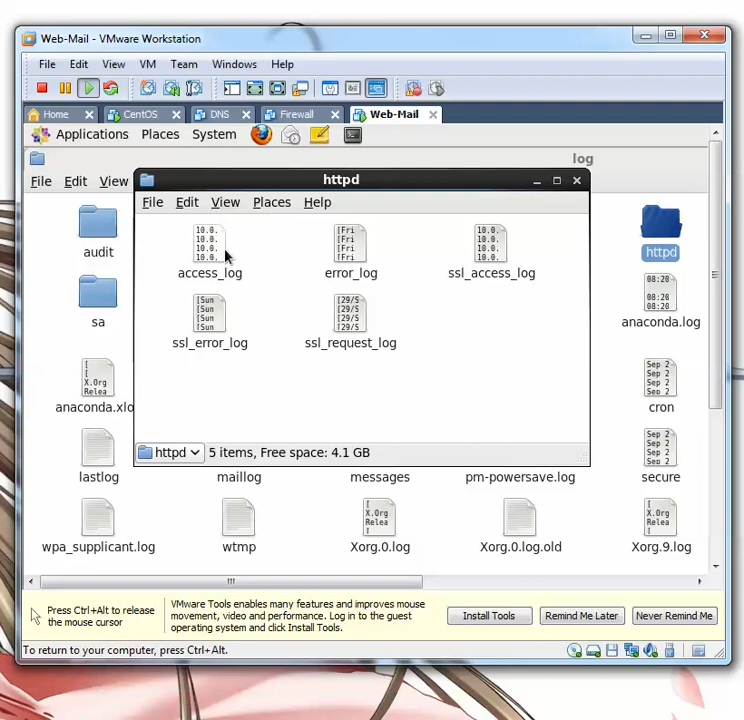 Web-Mail - VMware Workstation
File Edit View VM Team Windows Help
Home CentOS DNS Firewall Web-Mail
Applications Places System
log
File Edit View
httpd
File Edit View Places Help
audit
access_log error_log ssl_access_log
httpd
sa
ssl_error_log ssl_request_log
anaconda.log
anaconda.xlo
cron
httpd 5 items, Free space: 4.1 GB
lastlog maillog messages pm-powersave.log secure
wpa_supplicant.log wtmp Xorg.0.log Xorg.0.log.old Xorg.9.log
Press Ctrl+Alt to release
the mouse cursor
VMware Tools enables many features and improves mouse
movement, video and performance. Log in to the guest
operating system and click Install Tools.
Install Tools Remind Me Later Never Remind Me
To return to your computer, press Ctrl+Alt.